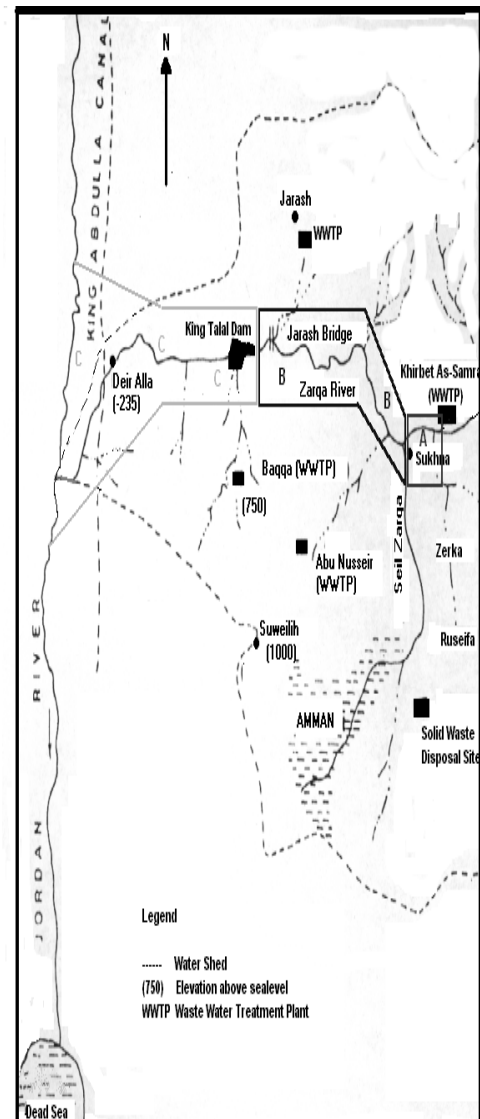 KING ABDULLA CANAL
N
Jarash
WWTP
King Talal Dam
Jarash Bridge
C
C
C
B
Zarqa River
B
Khirbet As-Samra
(WWTP)
A
Sukhna
Deir Alla
(-235)
Baqqa (WWTP)
(750)
Abu Nusseir
(WWTP)
Seil Zarqa
Zerka
Ruseifa
Suweilih
(1000)
AMMAN
Solid Waste
Disposal Site
JORDAN RIVER
Legend
------ Water Shed
(750) Elevation above sealevel
WWTP Waste Water Treatment Plant
Dead Sea